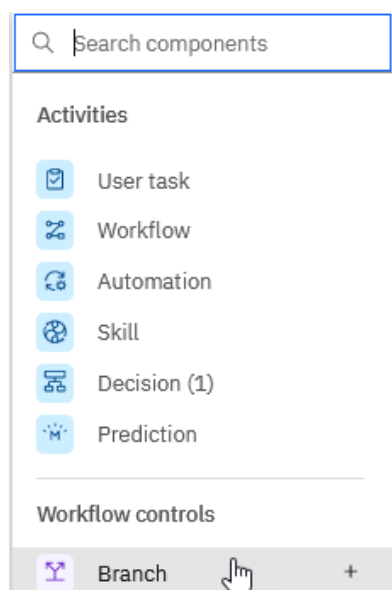 Search components
Activities
User task
Workflow
Automation
Skill
Decision (1)
Prediction
Workflow controls
Branch +